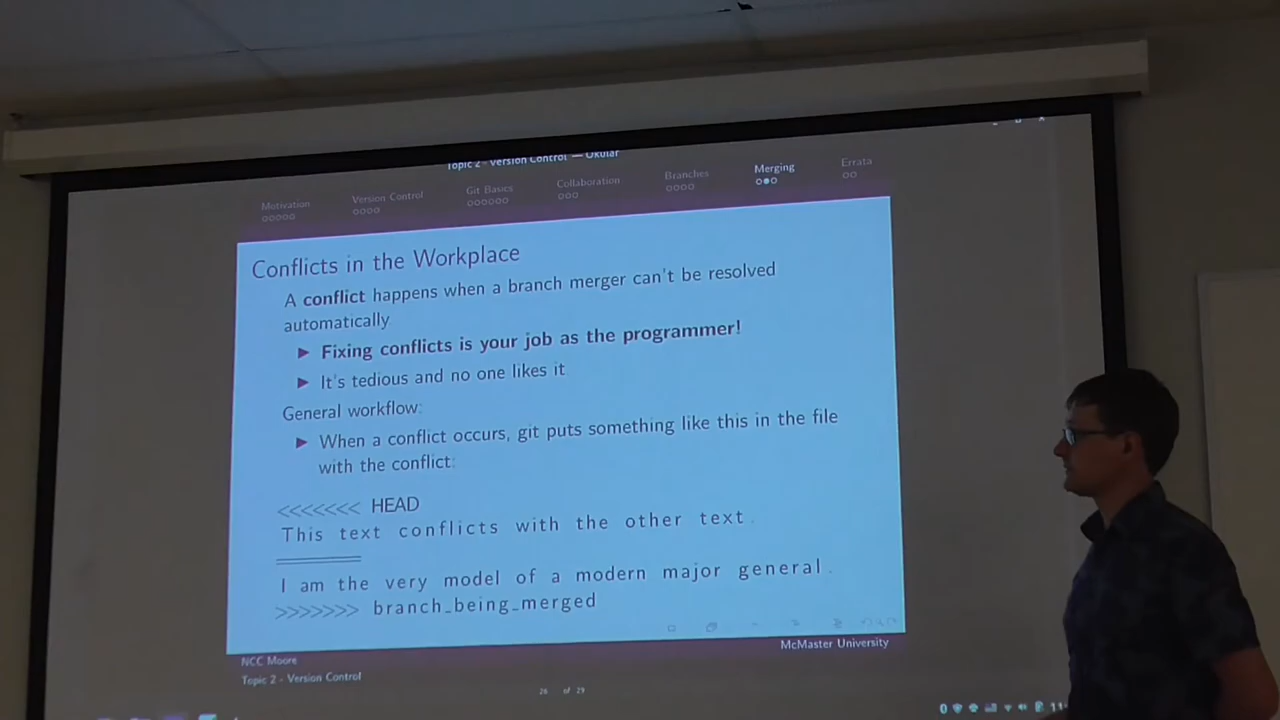 Topic 2 - Version Control — Okular
Motivation Version Control Git Basics Collaboration Branches Merging Errata
Conflicts in the Workplace
A conflict happens when a branch merger can't be resolved
automatically.
► Fixing conflicts is your job as the programmer!
► It's tedious and no one likes it
General workflow:
► When a conflict occurs, git puts something like this in the file
with the conflict:
<<<<<<< HEAD
This text conflicts with the other text.
=======
I am the very model of a modern major general.
>>>>>>> branch_being_merged
NCC Moore
McMaster University
Topic 2 - Version Control
26 of 29